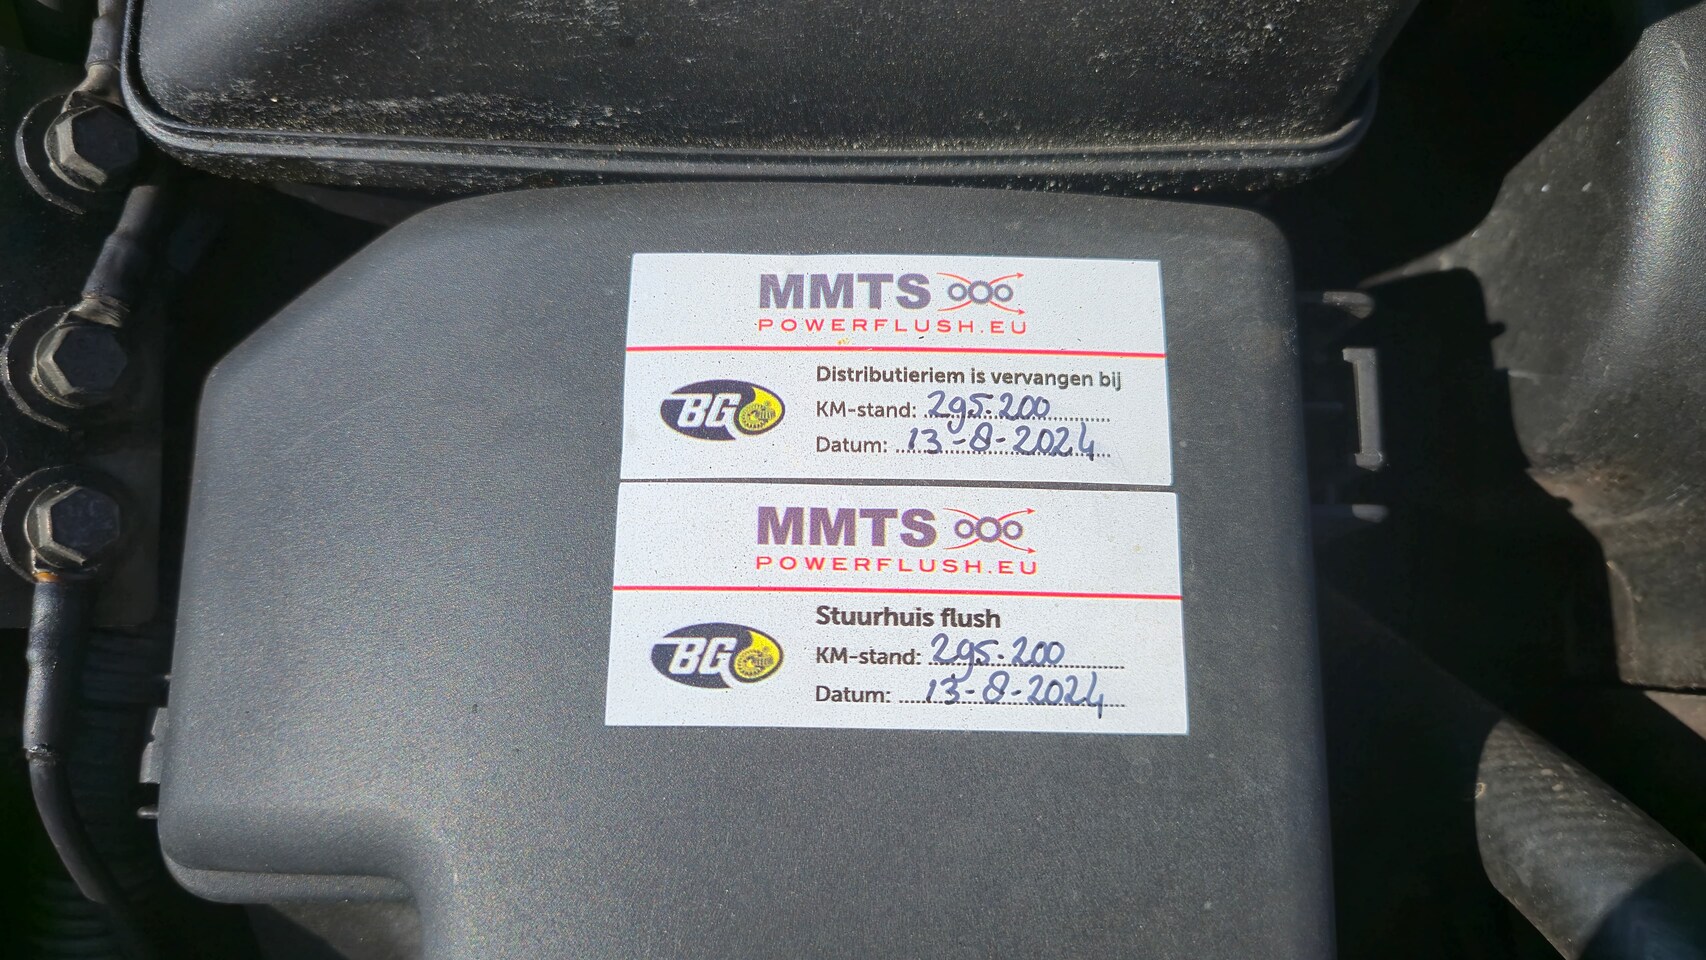 MMTS
POWERFLUSH.EU
BG
Distributieriem is vervangen bij
KM-stand: 295.200
Datum: 13-8-2024
MMTS
POWERFLUSH.EU
BG
Stuurhuis flush
KM-stand: 295.200
Datum: 13-8-2024